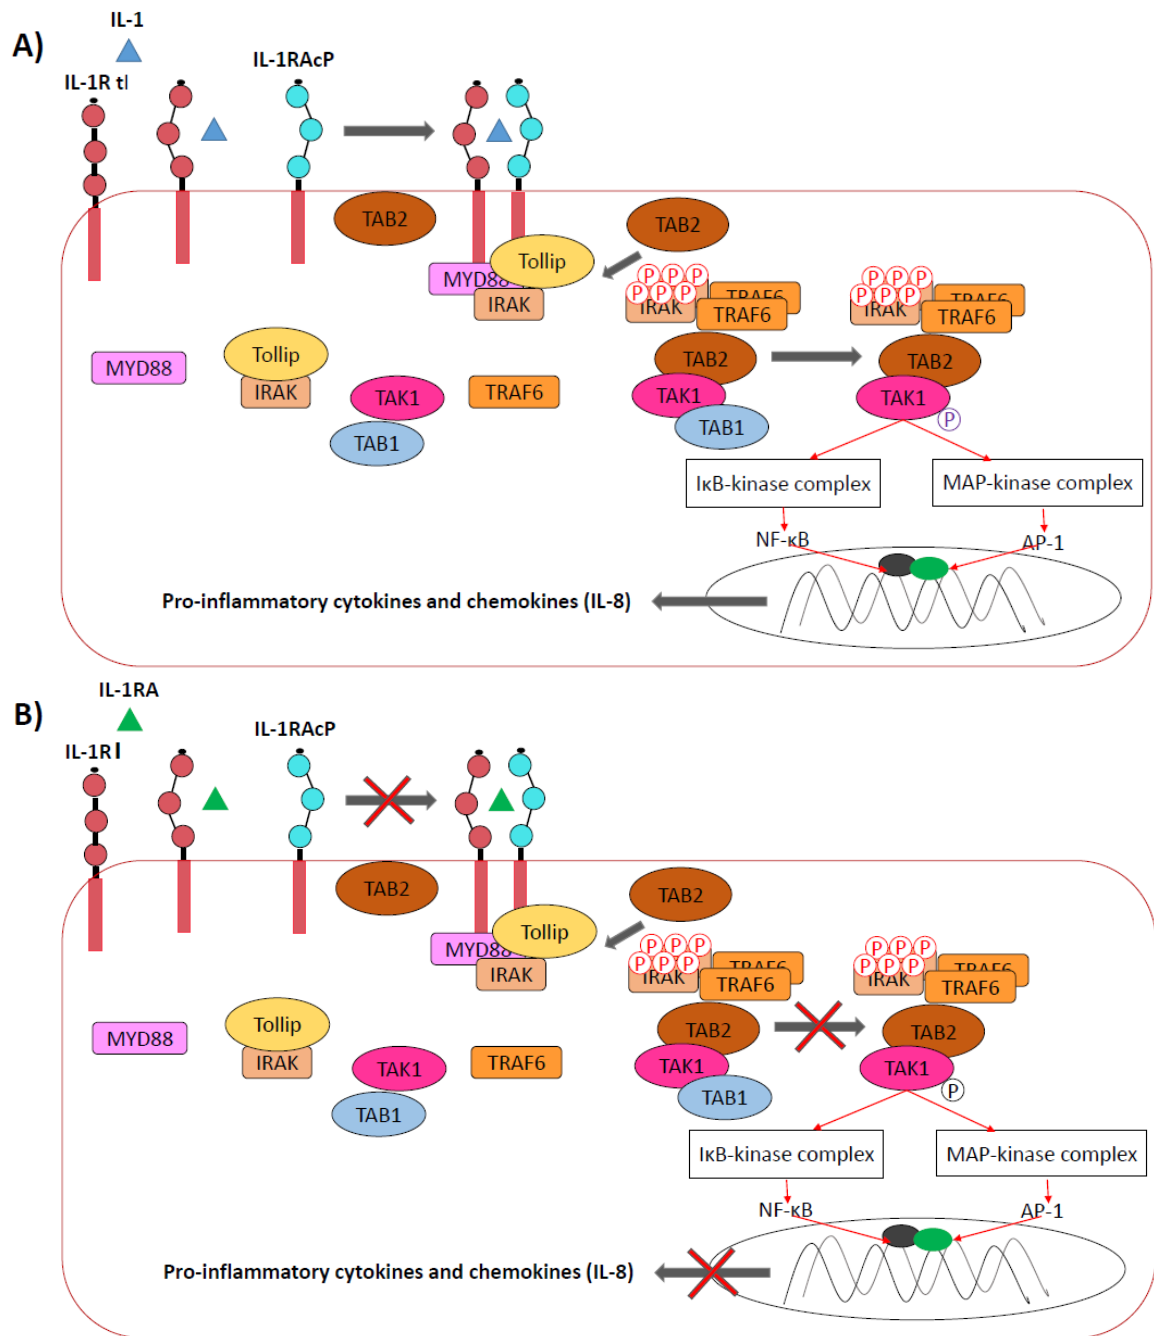 A)
IL-1
IL-1R tI
IL-1RAcP
TAB2
TAB2
Tollip
MYD88
IRAK
P P P
P P P
IRAK
TRAF6
TRAF6
P P P
P P P
IRAK
TRAF6
TRAF6
MYD88
Tollip
IRAK
TAK1
TAB1
TRAF6
TAB2
TAK1
TAB1
TAB2
TAK1
P
IκB-kinase complex
MAP-kinase complex
NF-κB
AP-1
Pro-inflammatory cytokines and chemokines (IL-8)
B)
IL-1RA
IL-1R I
IL-1RAcP
TAB2
TAB2
Tollip
MYD88
IRAK
P P P
P P P
IRAK
TRAF6
TRAF6
P P P
P P P
IRAK
TRAF6
TRAF6
MYD88
Tollip
IRAK
TAK1
TAB1
TRAF6
TAB2
TAK1
TAB1
TAB2
TAK1
P
IκB-kinase complex
MAP-kinase complex
NF-κB
AP-1
Pro-inflammatory cytokines and chemokines (IL-8)